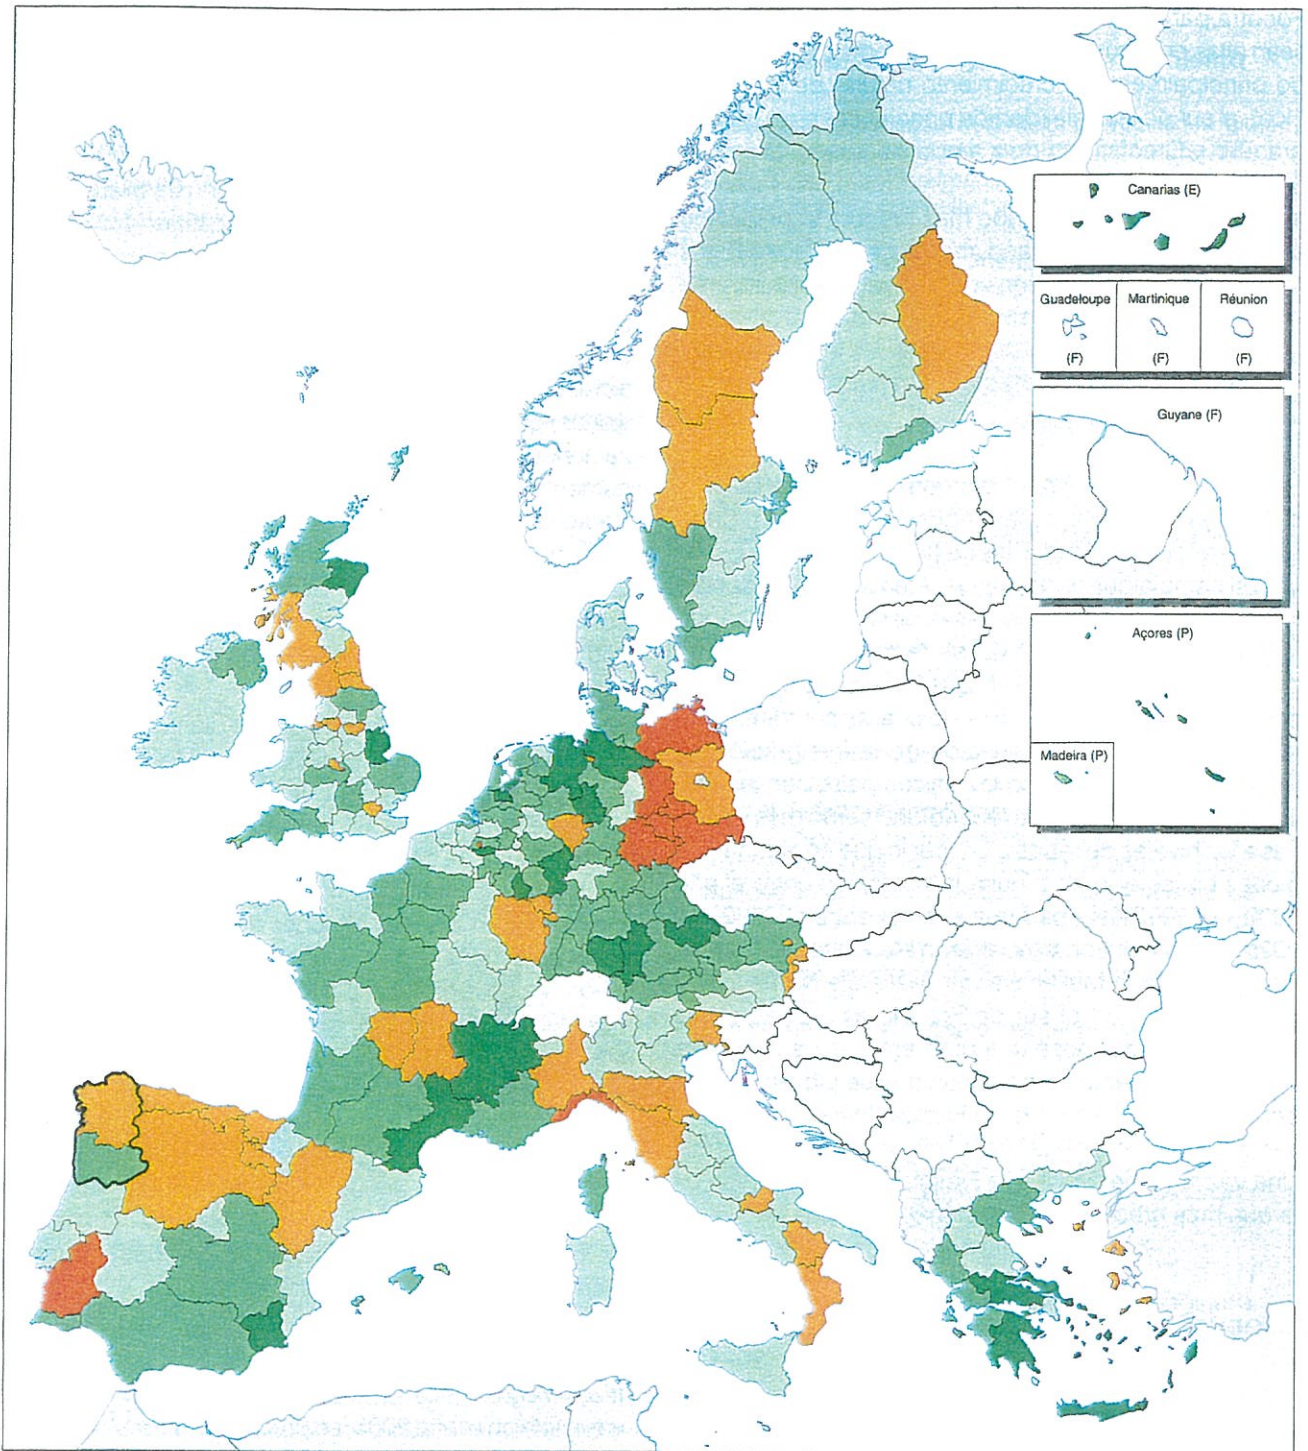 Canarias (E)
Guadeloupe
Martinique
Réunion
(F)
(F)
(F)
Guyane (F)
Açores (P)
Madeira (P)